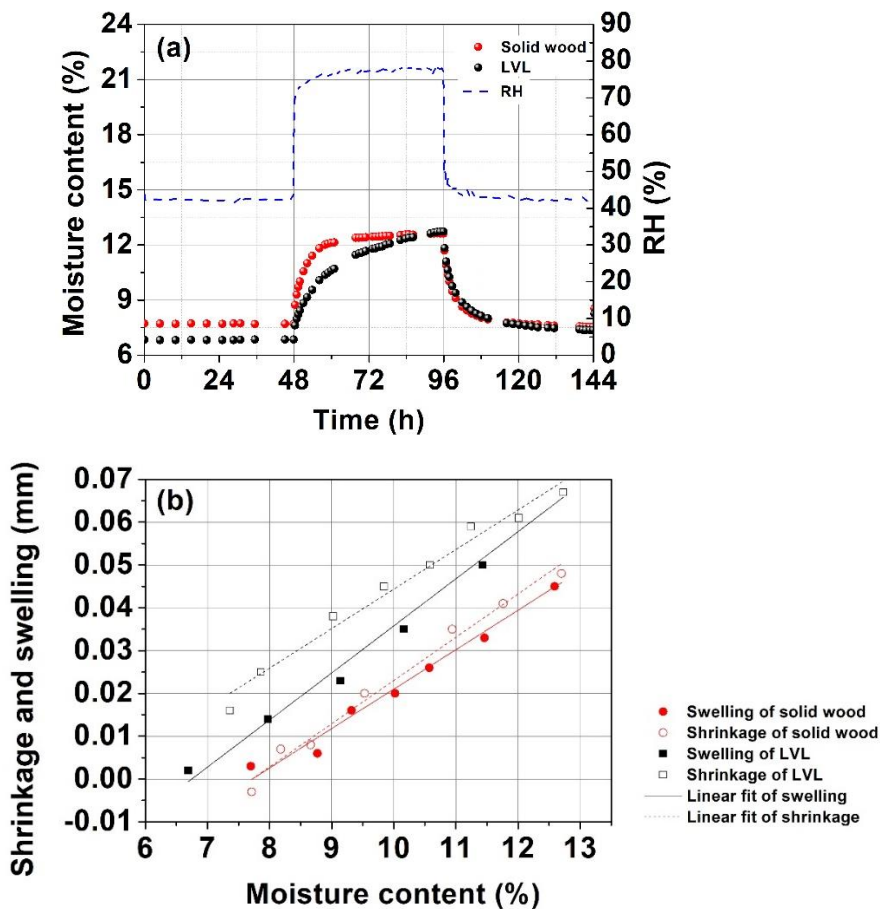 (a)
Solid wood
LVL
RH
Moisture content (%)
24
21
18
15
12
9
6
90
80
70
60
50
40
30
20
10
0
RH (%)
0 24 48 72 96 120 144
Time (h)
(b)
Shrinkage and swelling (mm)
0.07
0.06
0.05
0.04
0.03
0.02
0.01
0.00
-0.01
6 7 8 9 10 11 12 13
Moisture content (%)
Swelling of solid wood
Shrinkage of solid wood
Swelling of LVL
Shrinkage of LVL
Linear fit of swelling
Linear fit of shrinkage